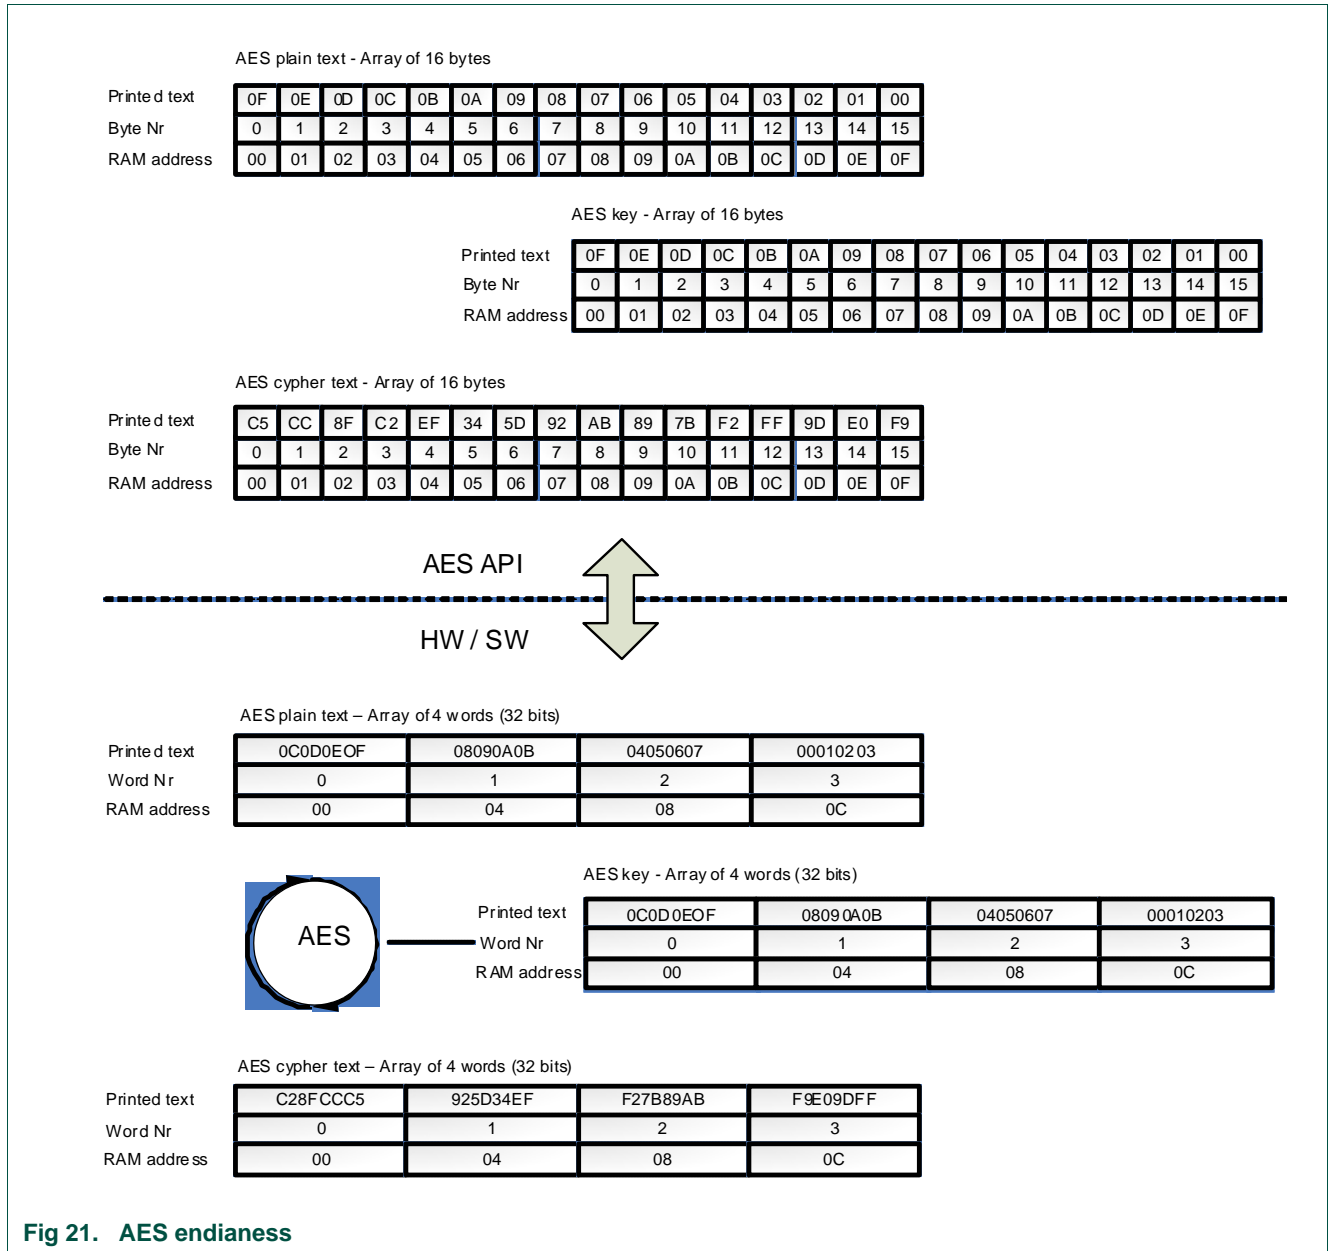 AES plain text - Array of 16 bytes
Printed text 0F 0E 0D 0C 0B 0A 09 08 07 06 05 04 03 02 01 00
Byte Nr 0 1 2 3 4 5 6 7 8 9 10 11 12 13 14 15
RAM address 00 01 02 03 04 05 06 07 08 09 0A 0B 0C 0D 0E 0F
AES key - Array of 16 bytes
Printed text 0F 0E 0D 0C 0B 0A 09 08 07 06 05 04 03 02 01 00
Byte Nr 0 1 2 3 4 5 6 7 8 9 10 11 12 13 14 15
RAM address 00 01 02 03 04 05 06 07 08 09 0A 0B 0C 0D 0E 0F
AES cypher text - Array of 16 bytes
Printed text C5 CC 8F C2 EF 34 5D 92 AB 89 7B F2 FF 9D E0 F9
Byte Nr 0 1 2 3 4 5 6 7 8 9 10 11 12 13 14 15
RAM address 00 01 02 03 04 05 06 07 08 09 0A 0B 0C 0D 0E 0F
AES API
HW / SW
AES plain text – Array of 4 words (32 bits)
Printed text 0C0D0EOF 08090A0B 04050607 00010203
Word Nr 0 1 2 3
RAM address 00 04 08 0C
AES
AES key - Array of 4 words (32 bits)
Printed text 0C0D0EOF 08090A0B 04050607 00010203
Word Nr 0 1 2 3
RAM address 00 04 08 0C
AES cypher text – Array of 4 words (32 bits)
Printed text C28FCCC5 925D34EF F27B89AB F9E09DFF
Word Nr 0 1 2 3
RAM address 00 04 08 0C
Fig 21. AES endianess